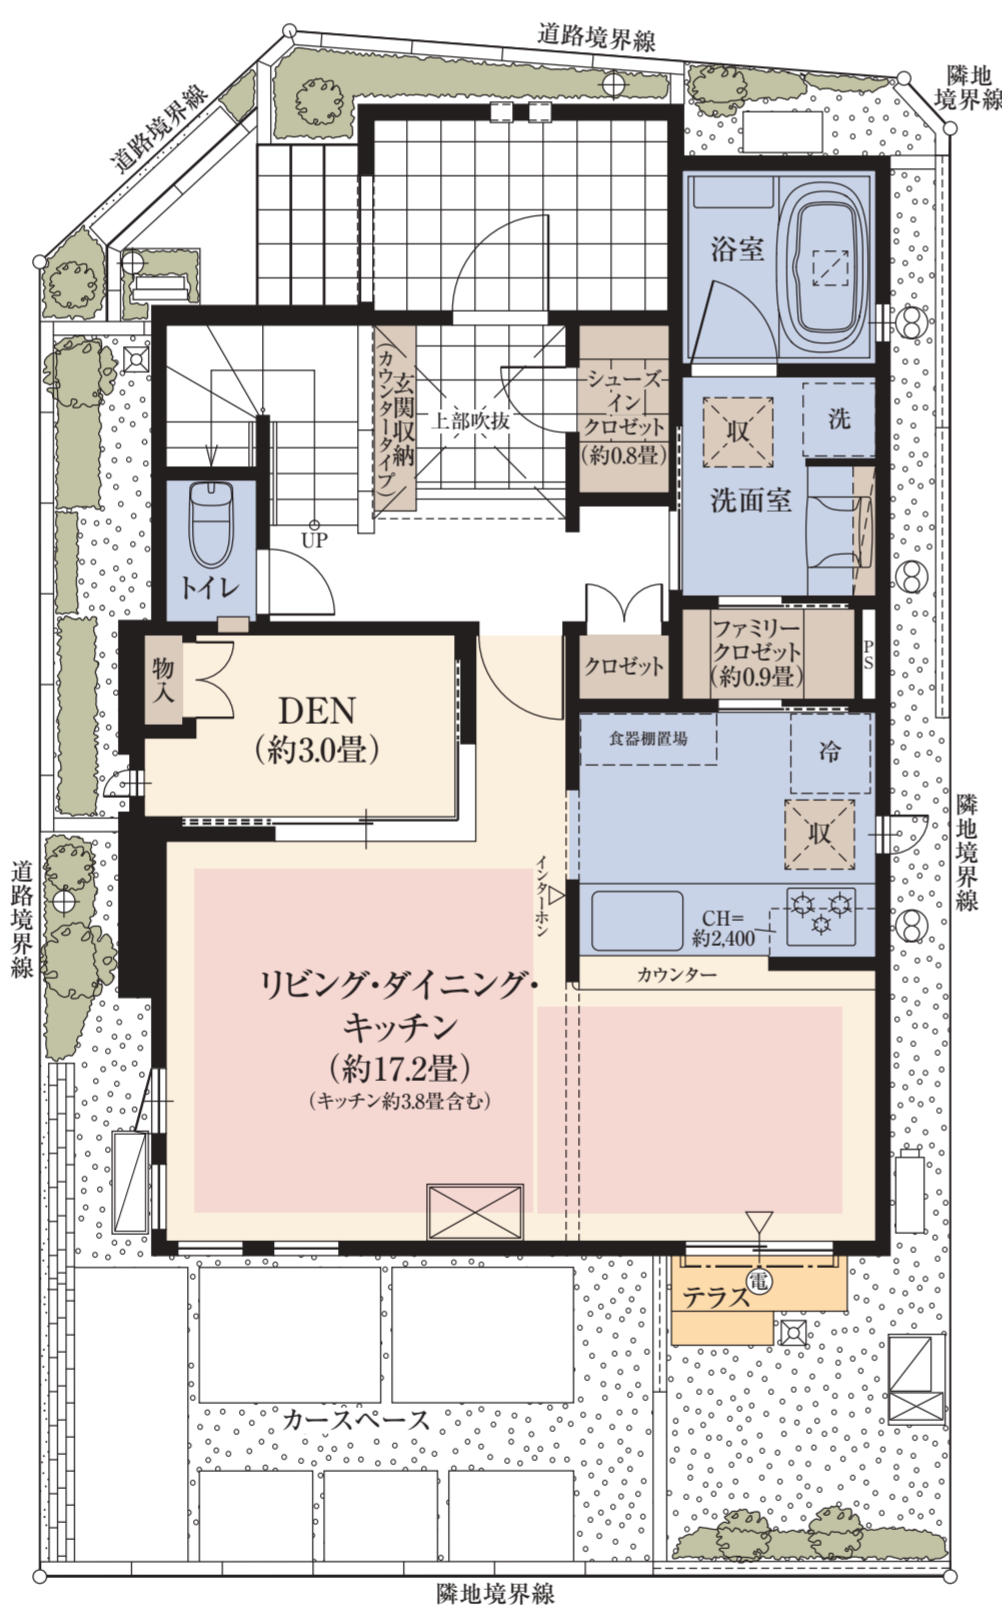 道路境界線
隣地
境界線
道路境界線
浴室
玄関収納
(カウンタータイプ)
上部吹抜
シューズ
イン
クロゼット
(約0.8畳)
収
洗
洗面室
UP
トイレ
物入
DEN
(約3.0畳)
クロゼット
ファミリー
クロゼット
(約0.9畳)
PS
食器棚置場
冷
収
インターホン
CH=
約2,400
カウンター
隣地境界線
道路境界線
リビング・ダイニング・
キッチン
(約17.2畳)
(キッチン約3.8畳含む)
電
テラス
カースペース
隣地境界線